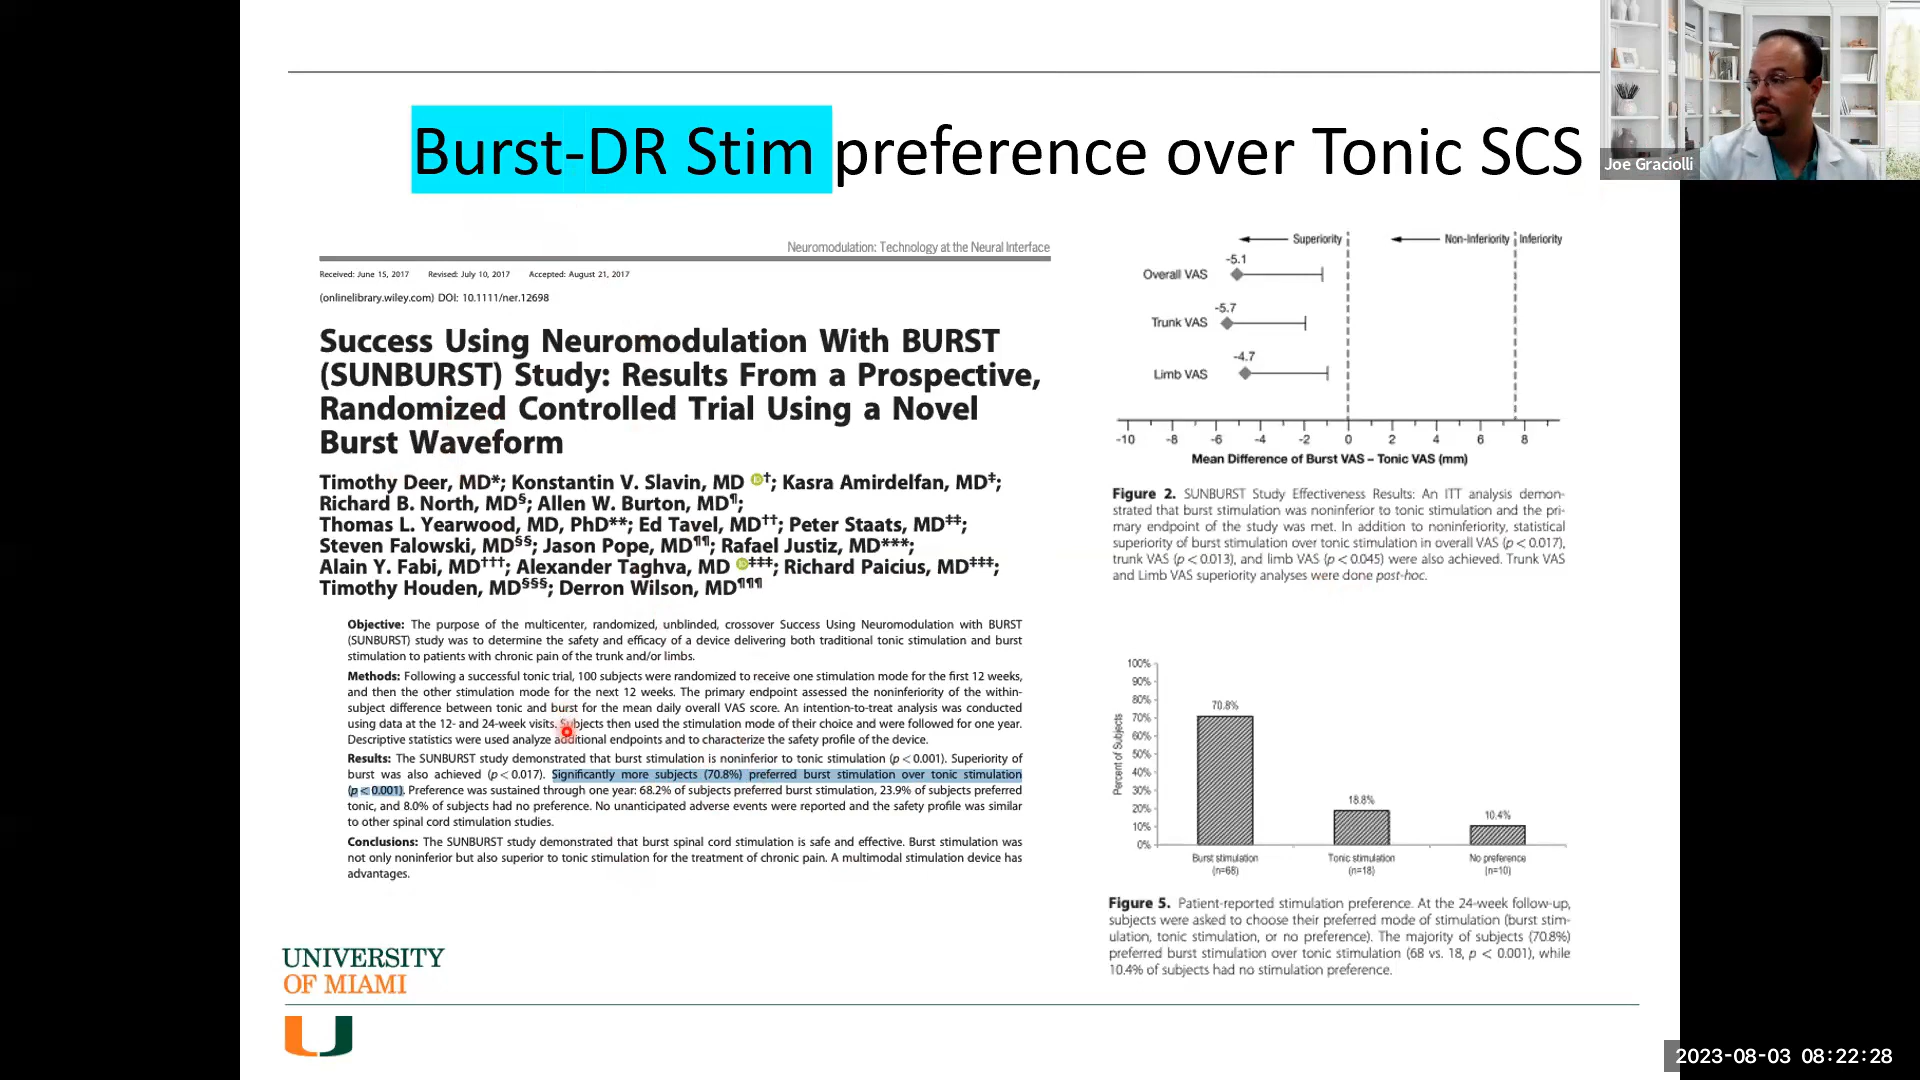 Burst-DR Stim preference over Tonic SCS
Joe Graciolli
Neuromodulation: Technology at the Neural Interface
Received: June 15, 2017 Revised: July 10, 2017 Accepted: August 21, 2017
(onlinelibrary.wiley.com) DOI: 10.1111/ner.12698
Success Using Neuromodulation With BURST
(SUNBURST) Study: Results From a Prospective,
Randomized Controlled Trial Using a Novel
Burst Waveform
Timothy Deer, MD*; Konstantin V. Slavin, MD iD†; Kasra Amirdelfan, MD‡;
Richard B. North, MD§; Allen W. Burton, MD¶;
Thomas L. Yearwood, MD, PhD**; Ed Tavel, MD††; Peter Staats, MD‡‡;
Steven Falowski, MD§§; Jason Pope, MD¶¶; Rafael Justiz, MD***;
Alain Y. Fabi, MD†††; Alexander Taghva, MD iD‡‡‡; Richard Paicius, MD‡‡‡;
Timothy Houden, MD§§§; Derron Wilson, MD¶¶¶
Objective: The purpose of the multicenter, randomized, unblinded, crossover Success Using Neuromodulation with BURST
(SUNBURST) study was to determine the safety and efficacy of a device delivering both traditional tonic stimulation and burst
stimulation to patients with chronic pain of the trunk and/or limbs.
Methods: Following a successful tonic trial, 100 subjects were randomized to receive one stimulation mode for the first 12 weeks,
and then the other stimulation mode for the next 12 weeks. The primary endpoint assessed the noninferiority of the within-
subject difference between tonic and burst for the mean daily overall VAS score. An intention-to-treat analysis was conducted
using data at the 12- and 24-week visits. Subjects then used the stimulation mode of their choice and were followed for one year.
Descriptive statistics were used analyze additional endpoints and to characterize the safety profile of the device.
Results: The SUNBURST study demonstrated that burst stimulation is noninferior to tonic stimulation (p < 0.001). Superiority of
burst was also achieved (p < 0.017). Significantly more subjects (70.8%) preferred burst stimulation over tonic stimulation
(p < 0.001). Preference was sustained through one year: 68.2% of subjects preferred burst stimulation, 23.9% of subjects preferred
tonic, and 8.0% of subjects had no preference. No unanticipated adverse events were reported and the safety profile was similar
to other spinal cord stimulation studies.
Conclusions: The SUNBURST study demonstrated that burst spinal cord stimulation is safe and effective. Burst stimulation was
not only noninferior but also superior to tonic stimulation for the treatment of chronic pain. A multimodal stimulation device has
advantages.
Superiority Non-Inferiority Inferiority
-5.1
Overall VAS
-5.7
Trunk VAS
-4.7
Limb VAS
-10 -8 -6 -4 -2 0 2 4 6 8
Mean Difference of Burst VAS – Tonic VAS (mm)
Figure 2. SUNBURST Study Effectiveness Results: An ITT analysis demon-
strated that burst stimulation was noninferior to tonic stimulation and the pri-
mary endpoint of the study was met. In addition to noninferiority, statistical
superiority of burst stimulation over tonic stimulation in overall VAS (p < 0.017),
trunk VAS (p < 0.013), and limb VAS (p < 0.045) were also achieved. Trunk VAS
and Limb VAS superiority analyses were done post-hoc.
100%
90%
80%
70%
60%
50%
40%
30%
20%
10%
0%
Percent of Subjects
70.8%
18.8%
10.4%
Burst stimulation Tonic stimulation No preference
(n=68) (n=18) (n=10)
Figure 5. Patient-reported stimulation preference. At the 24-week follow-up,
subjects were asked to choose their preferred mode of stimulation (burst stim-
ulation, tonic stimulation, or no preference). The majority of subjects (70.8%)
preferred burst stimulation over tonic stimulation (68 vs. 18, p < 0.001), while
10.4% of subjects had no stimulation preference.
UNIVERSITY
OF MIAMI
2023-08-03 08:22:28